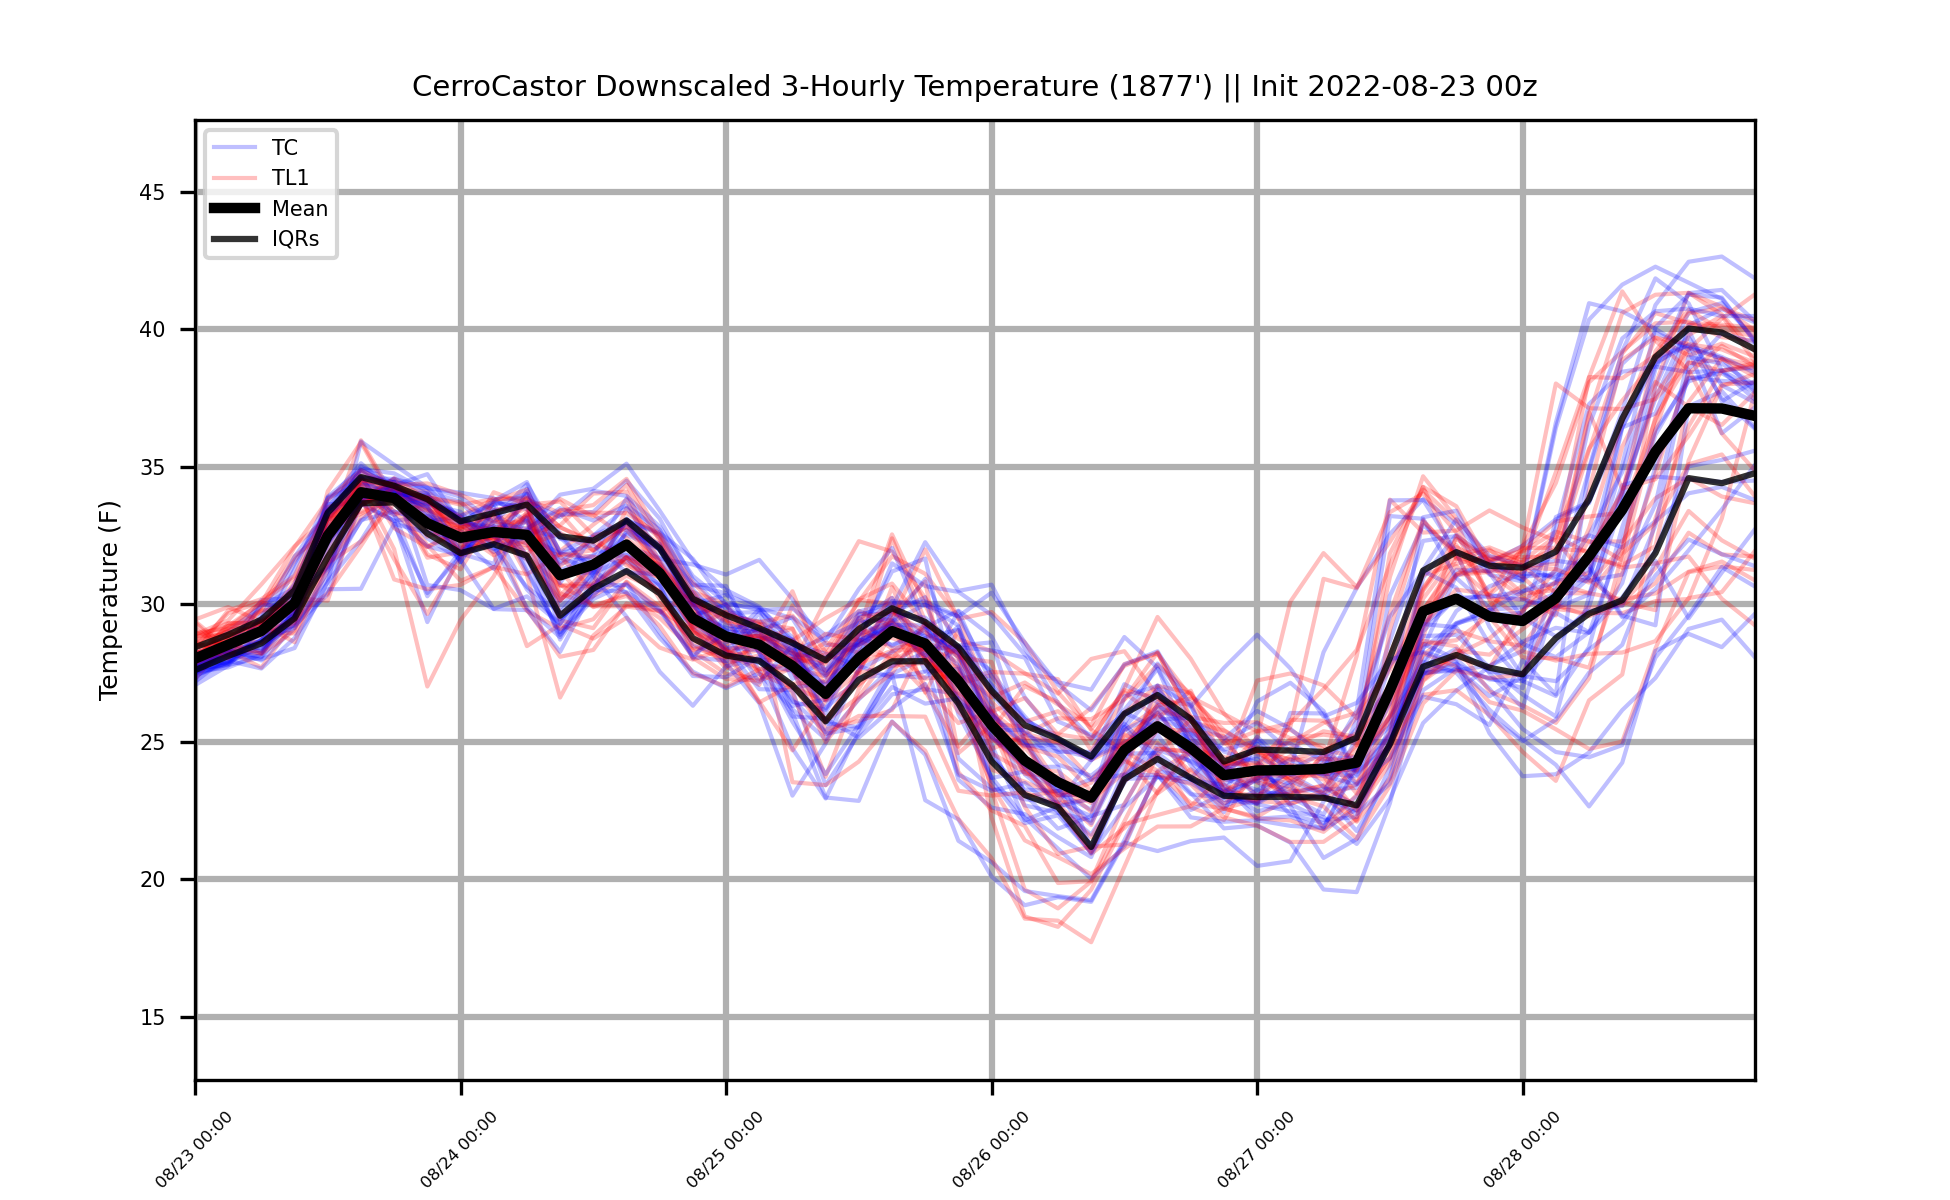 CerroCastor Downscaled 3-Hourly Temperature (1877') || Init 2022-08-23 00z
TC
TL1
Mean
IQRs
Temperature (F)
45
40
35
30
25
20
15
08/23 00:00
08/24 00:00
08/25 00:00
08/26 00:00
08/27 00:00
08/28 00:00